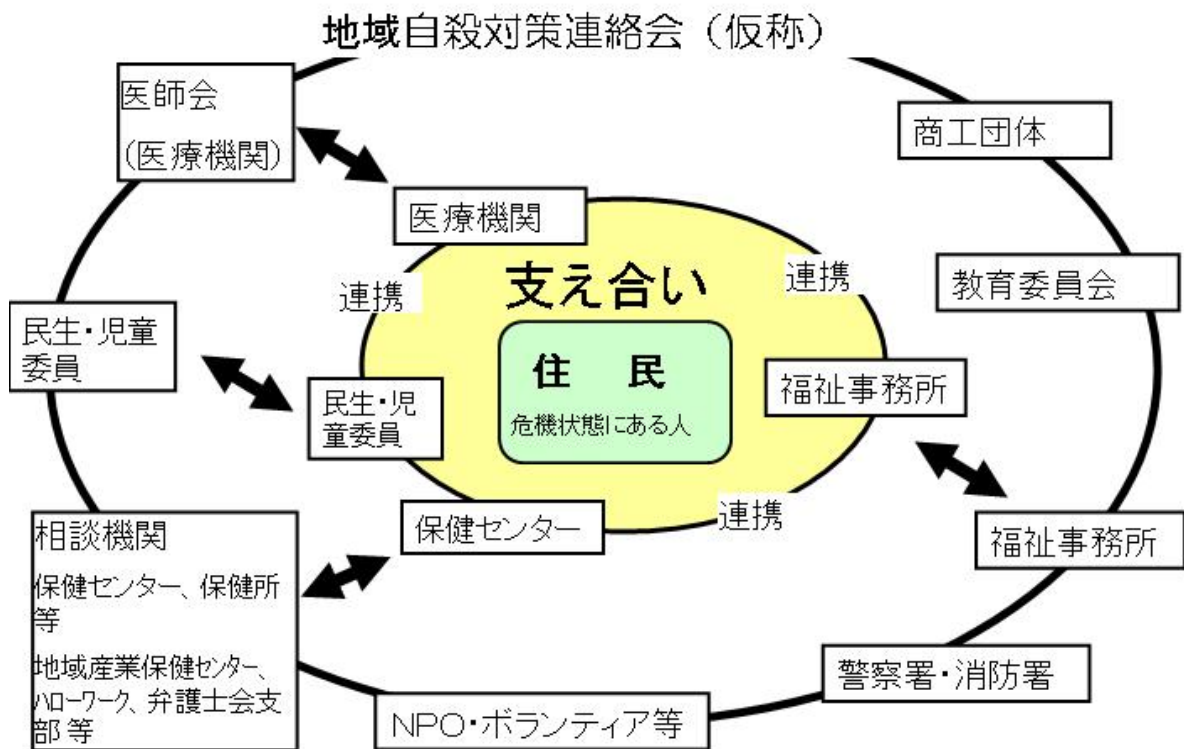 地域自殺対策連絡会（仮称）
医師会
（医療機関）
商工団体
医療機関
教育委員会
連携
支え合い
連携
住　民
危機状態にある人
民生・児童
委員
民生・児
童委員
福祉事務所
保健センター
連携
福祉事務所
相談機関
保健センター、保健所
等
地域産業保健センター、
ハローワーク、弁護士会支
部等
警察署・消防署
NPO・ボランティア等